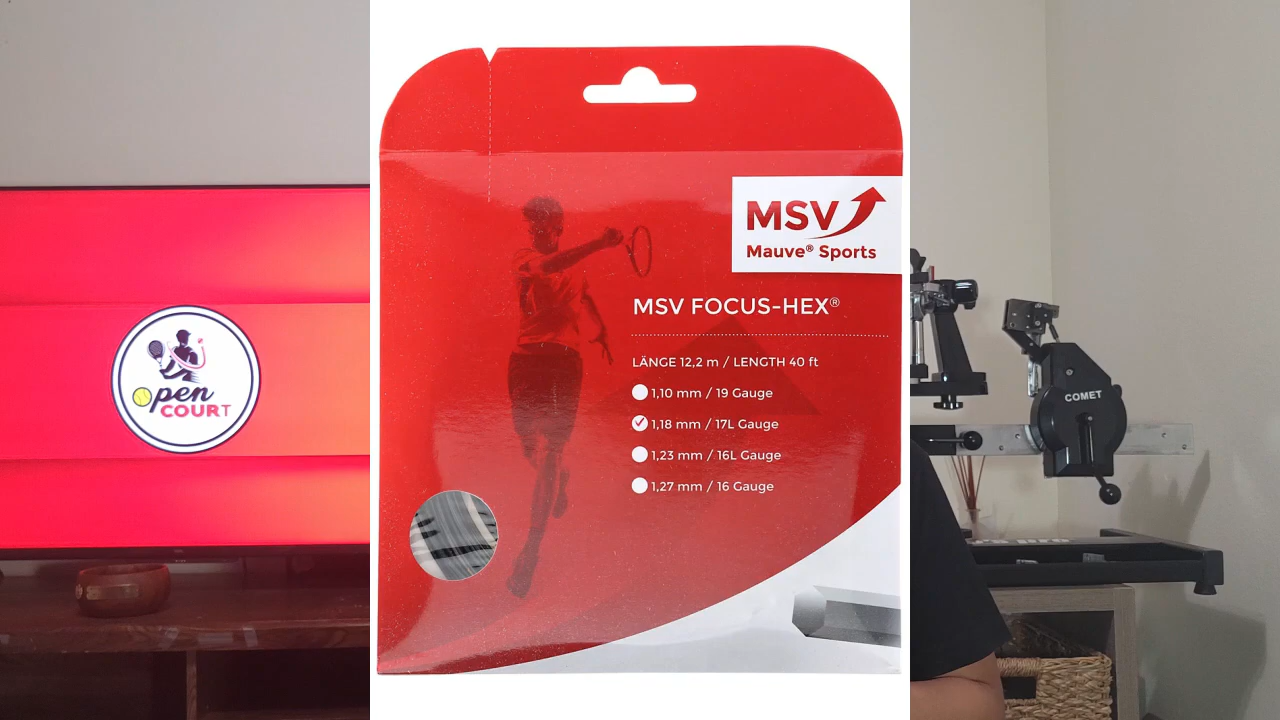 Open
COURT
MSV
Mauve® Sports
MSV FOCUS-HEX®
LÄNGE 12,2 m / LENGTH 40 ft
1,10 mm / 19 Gauge
1,18 mm / 17L Gauge
1,23 mm / 16L Gauge
1,27 mm / 16 Gauge
COMET